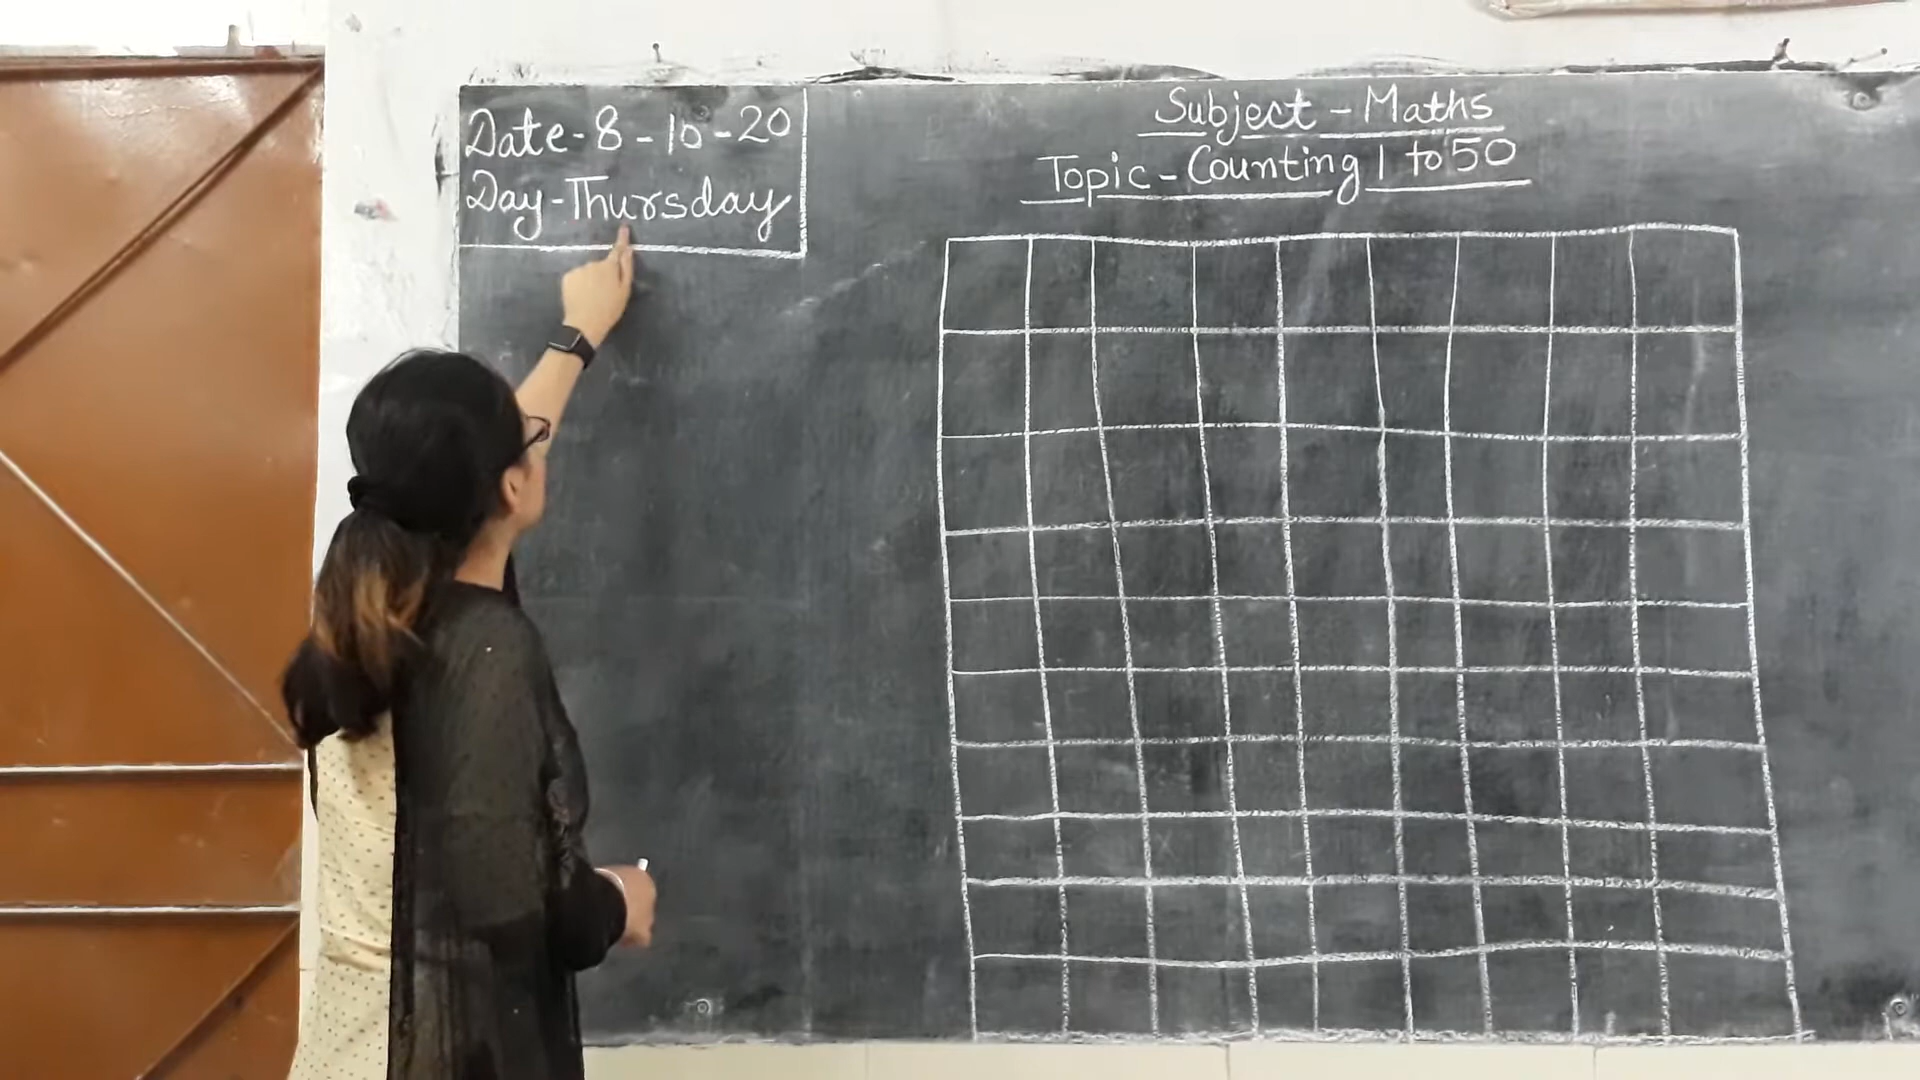 Date-8-10-20
Day-Thursday
Subject-Maths
Topic-Counting 1 to 50